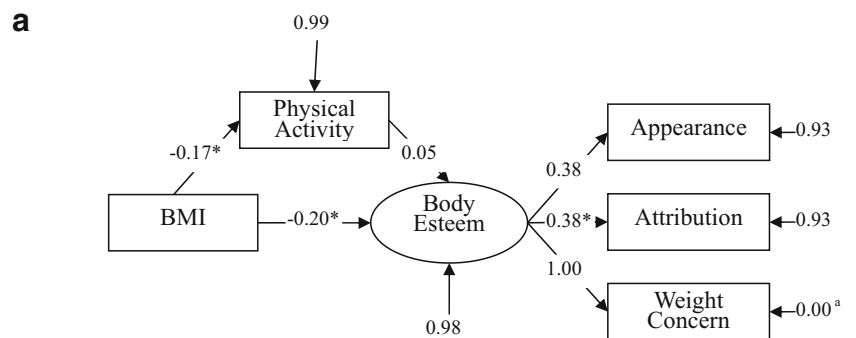 a
0.99
Physical
Activity
-0.17*
0.05
BMI
-0.20*
Body
Esteem
0.98
0.38
0.38*
1.00
Appearance
0.93
Attribution
0.93
Weight
Concern
0.00 a